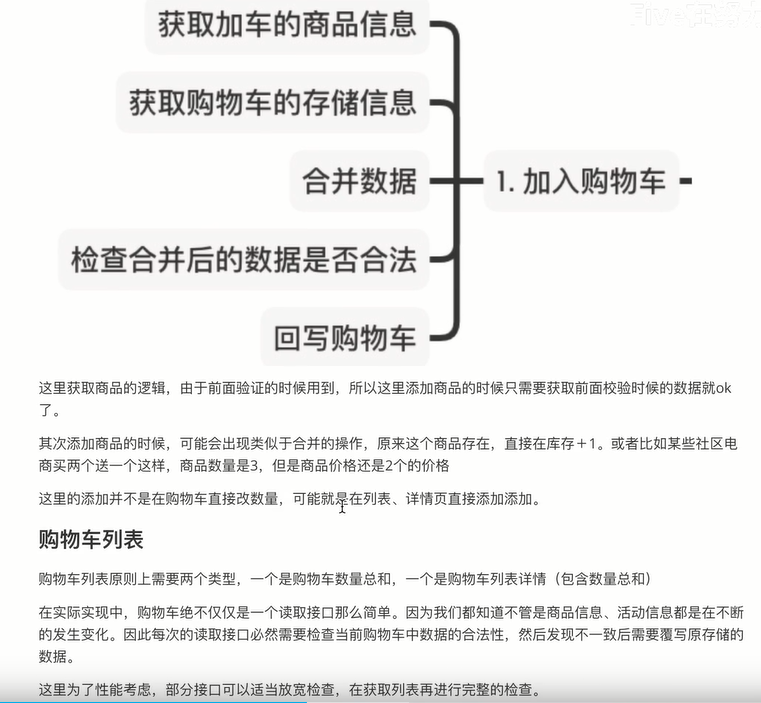 获取加车的商品信息
获取购物车的存储信息
合并数据
1. 加入购物车
检查合并后的数据是否合法
回写购物车
这里获取商品的逻辑，由于前面验证的时候用到，所以这里添加商品的时候只需要获取前面校验时候的数据就ok
了。
其次添加商品的时候，可能会出现类似于合并的操作，原来这个商品存在，直接在库存＋1。或者比如某些社区电
商买两个送一个这样，商品数量是3，但是商品价格还是2个的价格
这里的添加并不是在购物车直接改数量，可能就是在列表、详情页直接添加添加。
购物车列表
购物车列表原则上需要两个类型，一个是购物车数量总和，一个是购物车列表详情（包含数量总和）
在实际实现中，购物车绝不仅仅是一个读取接口那么简单。因为我们都知道不管是商品信息、活动信息都是在不断
的发生变化。因此每次的读取接口必然需要检查当前购物车中数据的合法性，然后发现不一致后需要覆写原存储的
数据。
这里为了性能考虑，部分接口可以适当放宽检查，在获取列表再进行完整的检查。